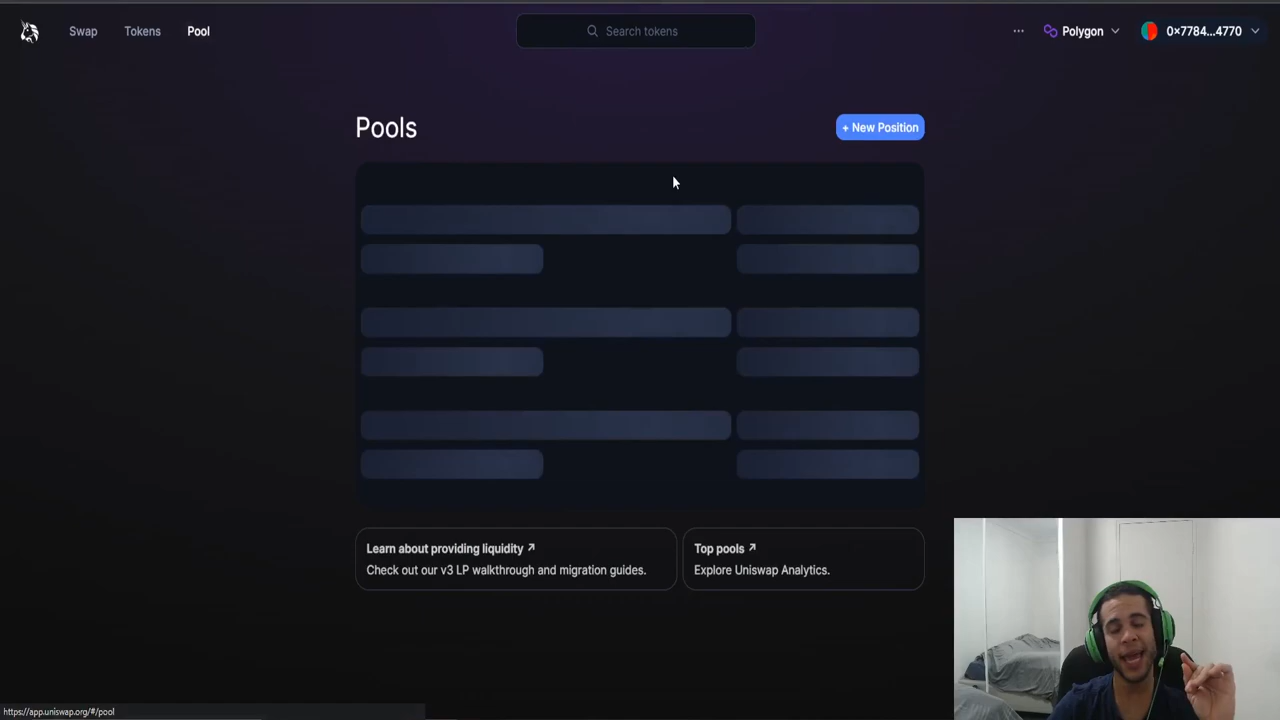 Swap
Tokens
Pool
Search tokens
...
Polygon
0×7784...4770
Pools
+ New Position
Learn about providing liquidity ↗
Check out our v3 LP walkthrough and migration guides.
Top pools ↗
Explore Uniswap Analytics.
https://app.uniswap.org/#/pool